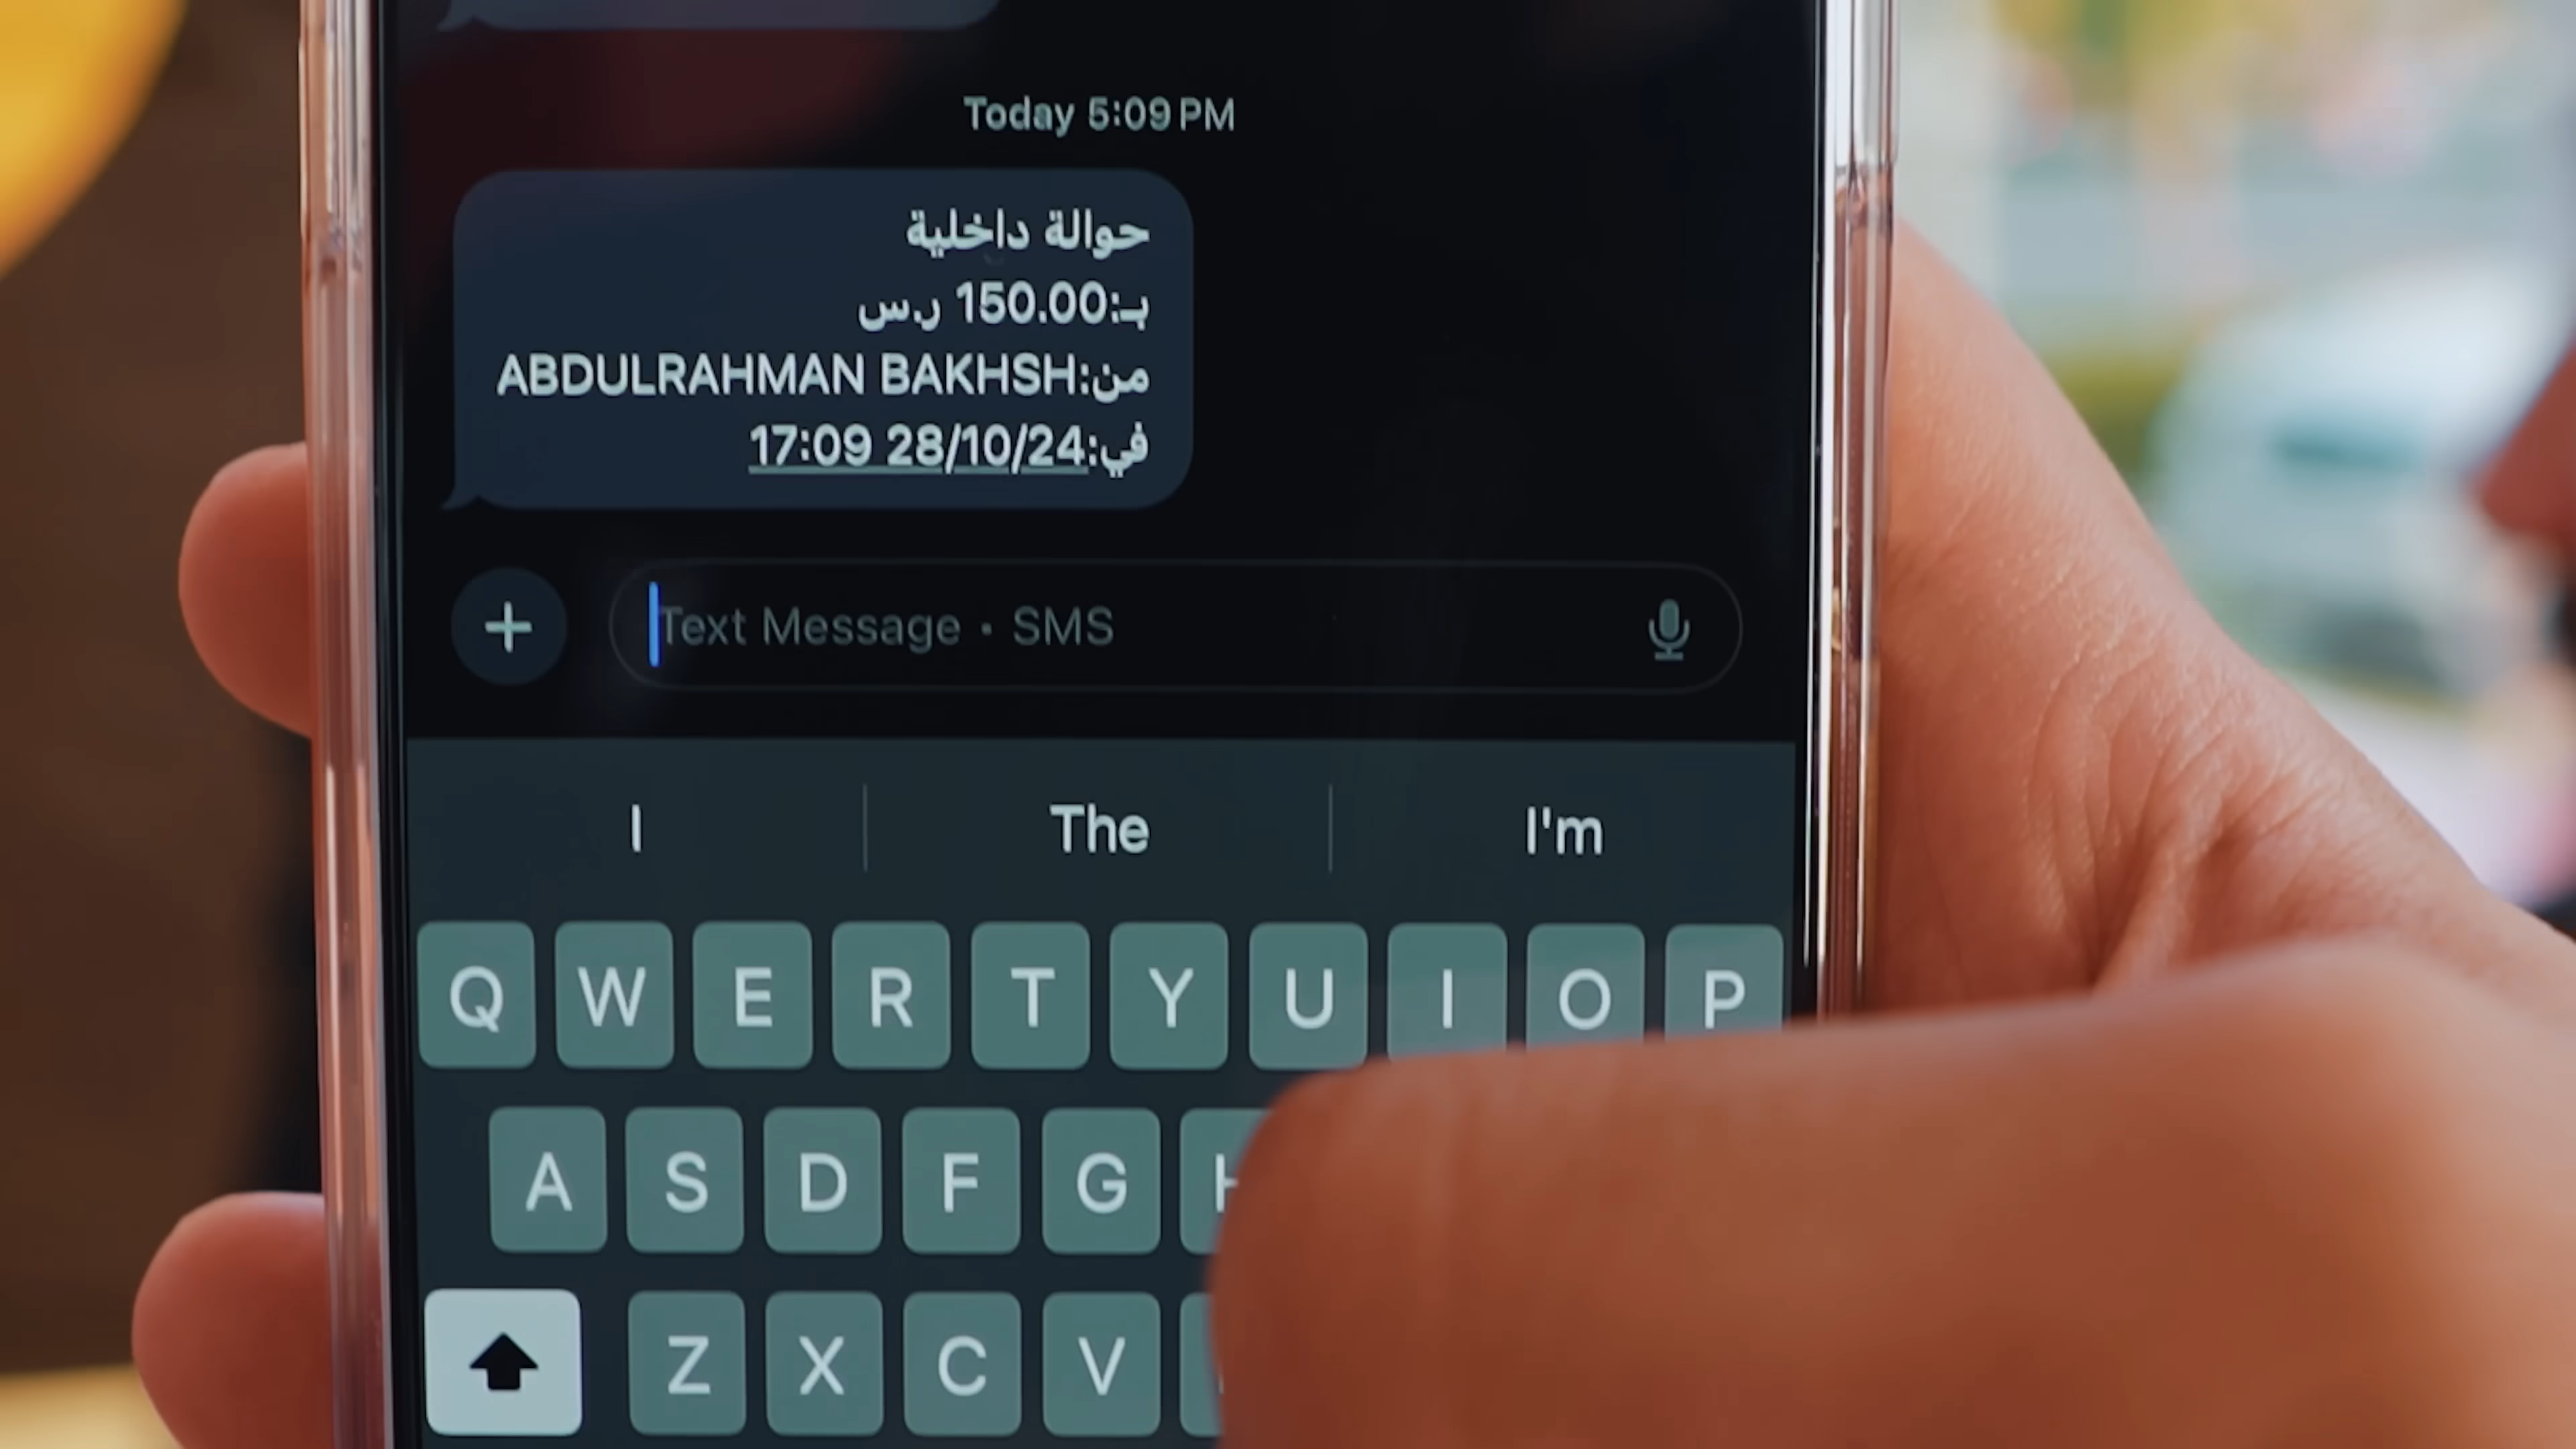 Today 5:09 PM
حوالة داخلية
بـ:150.00 ر.س
من:ABDULRAHMAN BAKHSH
في:17:09 28/10/24
Text Message • SMS
I The I'm
Q W E R T Y U I O P
A S D F G H
Z X C V